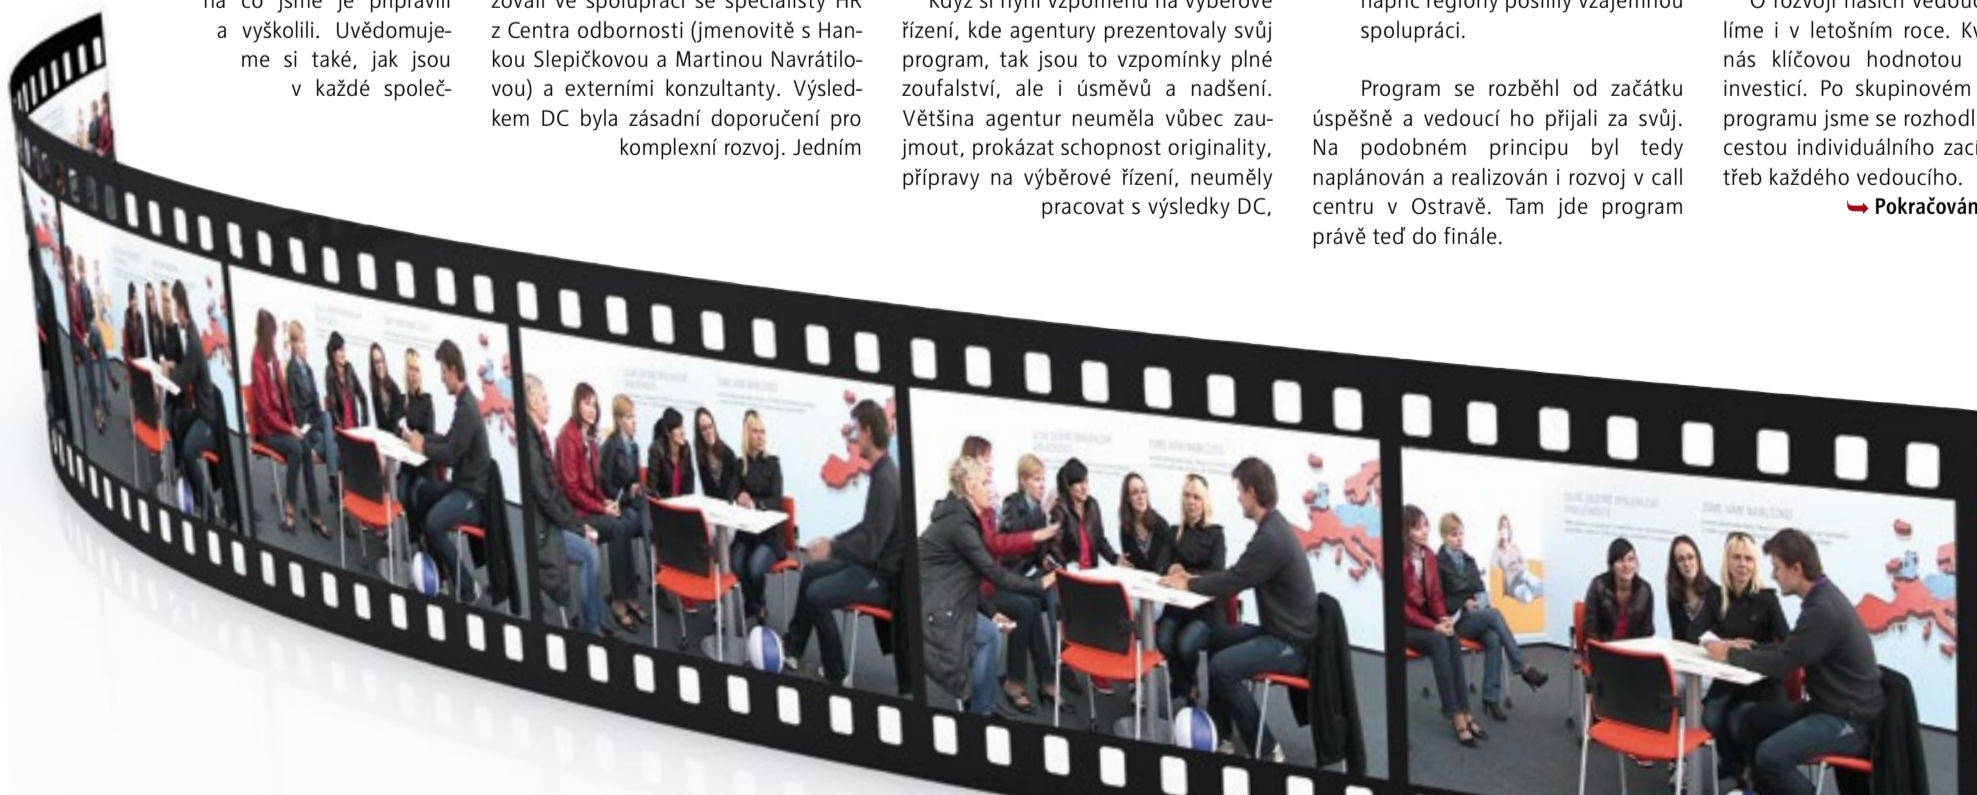 na co jsme je připravili
a vyškolili. Uvědomuje-
me si také, jak jsou
v každé společ-
zovali ve spolupráci se specialisty HR
z Centra odbornosti (jmenovitě s Han-
kou Slepičkovou a Martinou Navrátilo-
vou) a externími konzultanty. Výsled-
kem DC byla zásadní doporučení pro
komplexní rozvoj. Jedním
Když si nyní vzpomenu na výběrové
řízení, kde agentury prezentovaly svůj
program, tak jsou to vzpomínky plné
zoufalství, ale i úsměvů a nadšení.
Většina agentur neuměla vůbec zau-
jmout, prokázat schopnost originality,
přípravy na výběrové řízení, neuměly
pracovat s výsledky DC,
napříč regiony posílily vzájemnou
spolupráci.
Program se rozběhl od začátku
úspěšně a vedoucí ho přijali za svůj.
Na podobném principu byl tedy
naplánován a realizován i rozvoj v call
centru v Ostravě. Tam jde program
právě teď do finále.
O rozvoji našich vedouc
líme i v letošním roce. Kv
nás klíčovou hodnotou
investicí. Po skupinovém
programu jsme se rozhodl
cestou individuálního zací
třeb každého vedoucího.
Pokračován